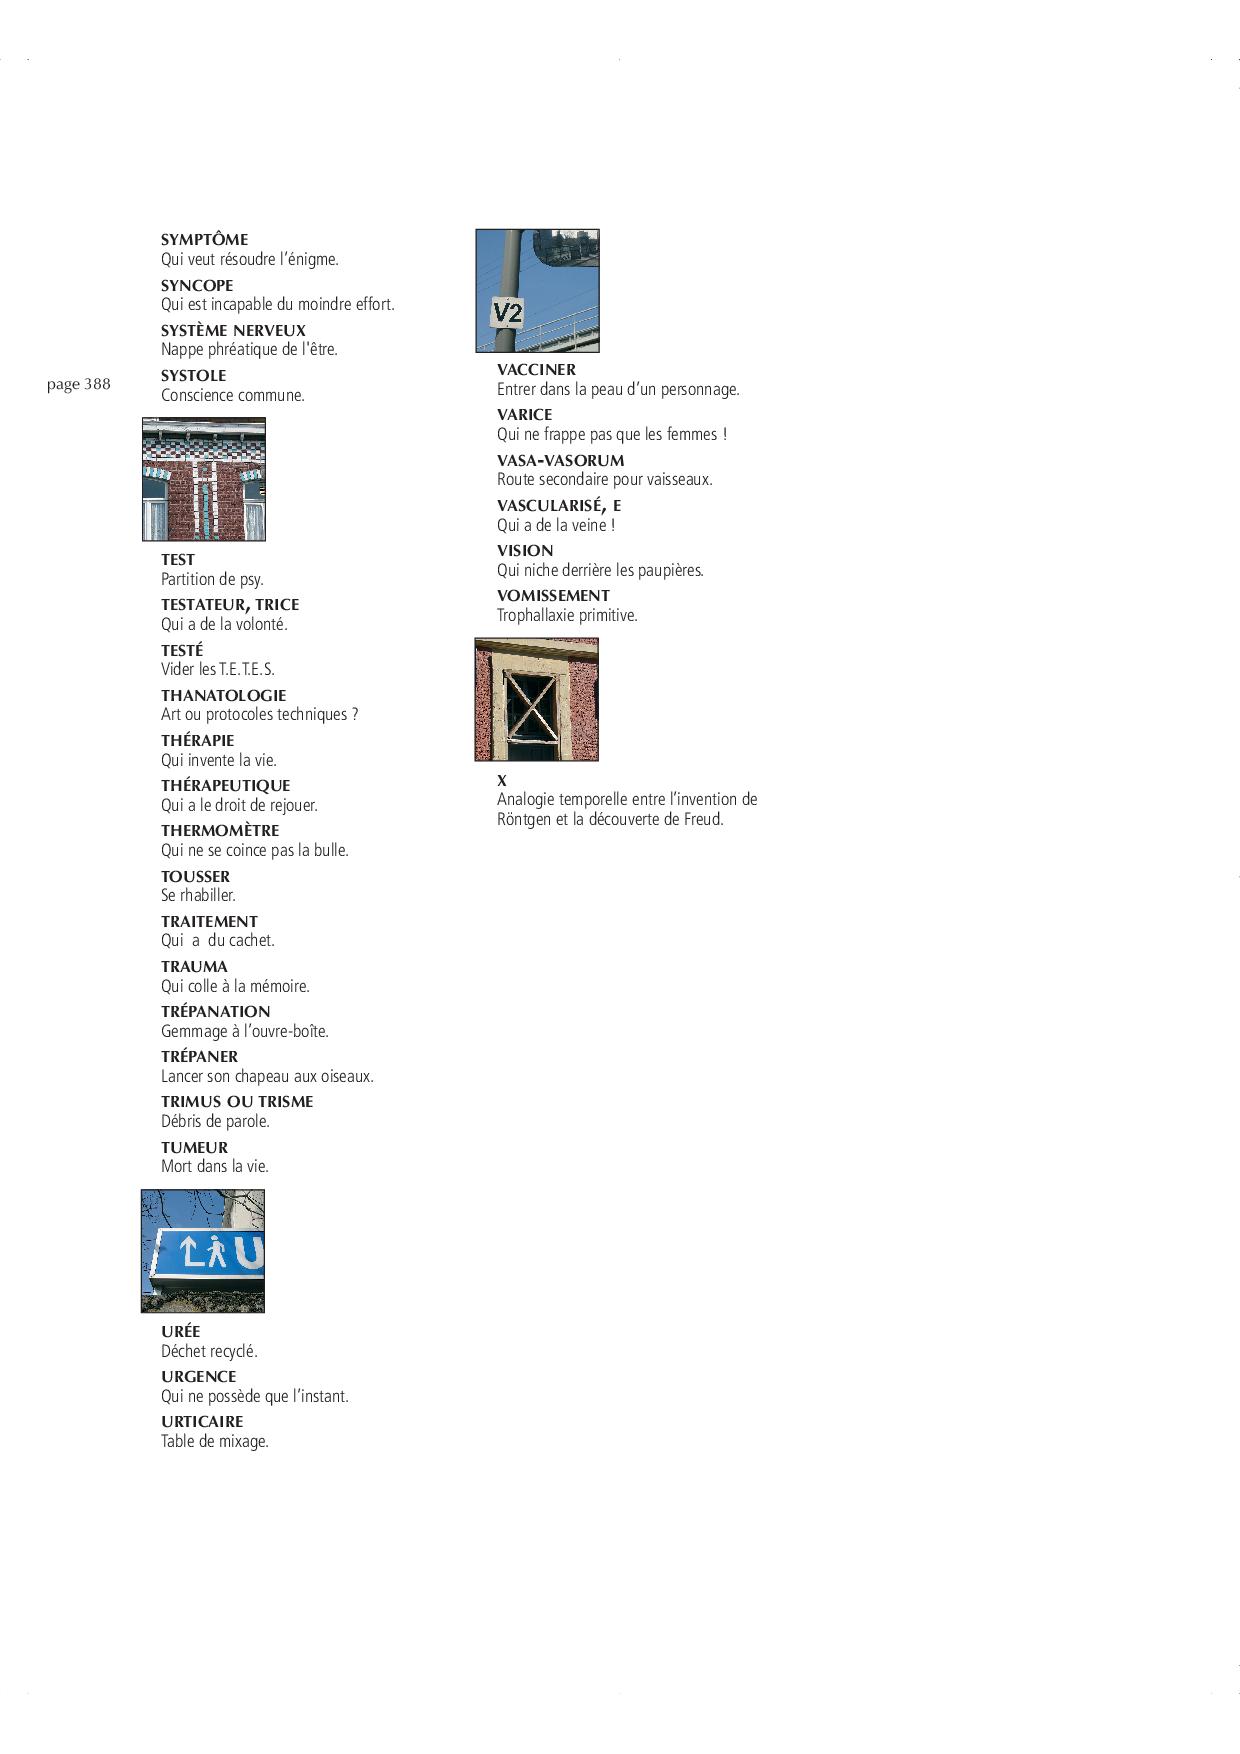 page 388
SYMPTÔME
Qui veut résoudre l’énigme.
SYNCOPE
Qui est incapable du moindre effort.
SYSTÈME NERVEUX
Nappe phréatique de l'être.
SYSTOLE
Conscience commune.
TEST
Partition de psy.
TESTATEUR, TRICE
Qui a de la volonté.
TESTÉ
Vider les T.E.T.E.S.
THANATOLOGIE
Art ou protocoles techniques ?
THÉRAPIE
Qui invente la vie.
THÉRAPEUTIQUE
Qui a le droit de rejouer.
THERMOMÈTRE
Qui ne se coince pas la bulle.
TOUSSER
Se rhabiller.
TRAITEMENT
Qui a du cachet.
TRAUMA
Qui colle à la mémoire.
TRÉPANATION
Gemmage à l’ouvre-boîte.
TRÉPANER
Lancer son chapeau aux oiseaux.
TRIMUS OU TRISME
Débris de parole.
TUMEUR
Mort dans la vie.
U
URÉE
Déchet recyclé.
URGENCE
Qui ne possède que l’instant.
URTICAIRE
Table de mixage.
V2
VACCINER
Entrer dans la peau d’un personnage.
VARICE
Qui ne frappe pas que les femmes !
VASA-VASORUM
Route secondaire pour vaisseaux.
VASCULARISÉ, E
Qui a de la veine !
VISION
Qui niche derrière les paupières.
VOMISSEMENT
Trophallaxie primitive.
X
Analogie temporelle entre l’invention de
Röntgen et la découverte de Freud.